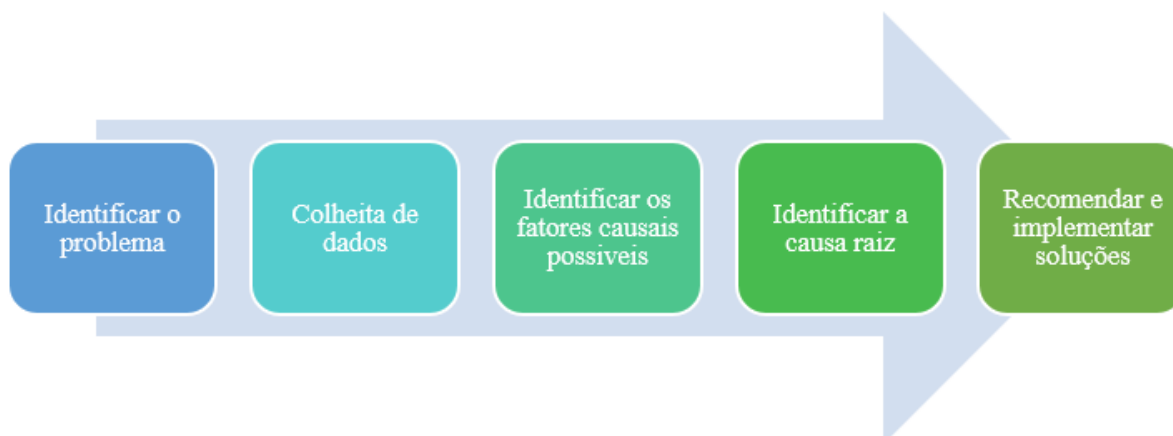 Identificar o
problema
Colheita de
dados
Identificar os
fatores causais
possiveis
Identificar a
causa raiz
Recomendar e
implementar
soluções